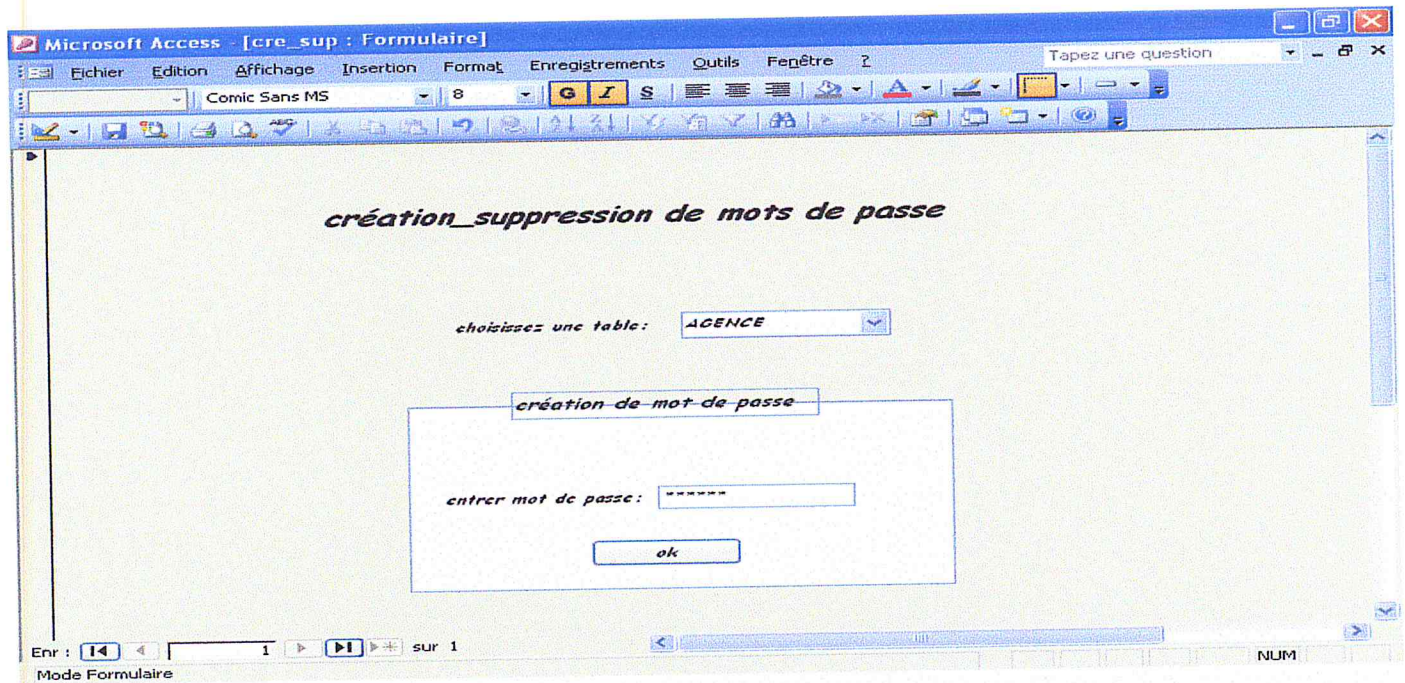 Microsoft Access - [cre_sup : Formulaire]
Fichier Edition Affichage Insertion Format Enregistrements Outils Fenêtre ? Tapez une question
Comic Sans MS 8 G I S
création_suppression de mots de passe
choisissez une table: AGENCE
création de mot de passe
entrer mot de passe: ******
ok
Enr : 1 sur 1
Mode Formulaire NUM